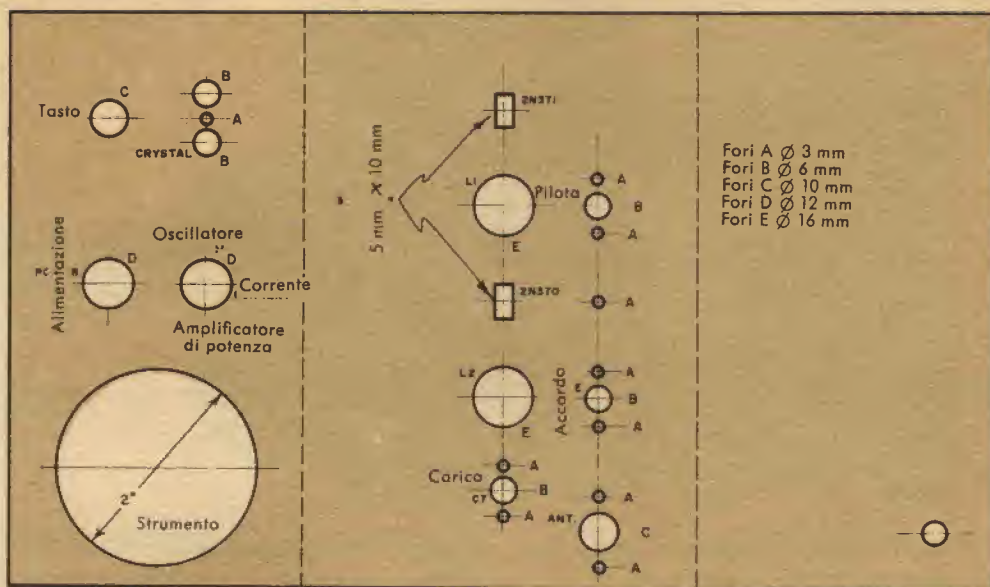 Tasto
C
B
A
B
CRYSTAL
Alimentazione
D
Oscillatore
D
Corrente
Amplificatore
di potenza
2"
Strumento
5 mm X 10 mm
2N371
L1
Pilota
E
A
B
A
2N370
A
L2
E
Accordo
A
B
A
Carico
C7
A
B
A
ANT.
A
C
A
Fori A Ø 3 mm
Fori B Ø 6 mm
Fori C Ø 10 mm
Fori D Ø 12 mm
Fori E Ø 16 mm